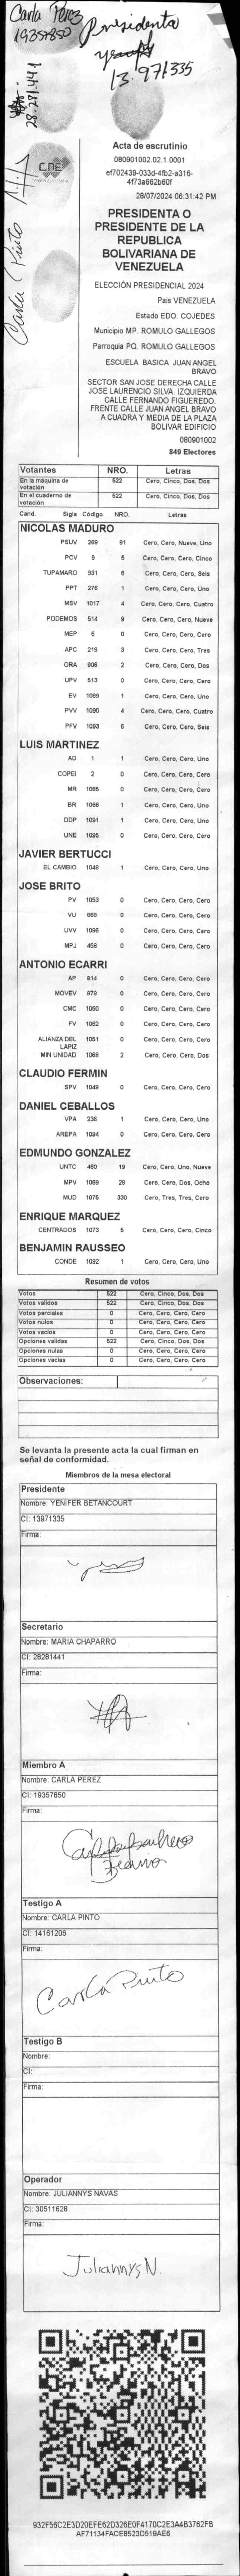 Carla Pérez
19357850
Presidenta
13.971335
28.281.441
CNE
Carla C Pinto
Acta de escrutinio
080901002.02.1.0001
ef702439-033d-4fb2-a316-
4f73a662b60f
28/07/2024 06:31:42 PM
PRESIDENTA O
PRESIDENTE DE LA
REPUBLICA
BOLIVARIANA DE
VENEZUELA
ELECCIÓN PRESIDENCIAL 2024
Pais VENEZUELA
Estado EDO. COJEDES
Municipio MP. ROMULO GALLEGOS
Parroquia PQ. ROMULO GALLEGOS
ESCUELA BASICA JUAN ANGEL
BRAVO
SECTOR SAN JOSE DERECHA CALLE
JOSE LAURENCIO SILVA. IZQUIERDA
CALLE FERNANDO FIGUEREDO.
FRENTE CALLE JUAN ANGEL BRAVO
A CUADRA Y MEDIA DE LA PLAZA
BOLIVAR EDIFICIO
080901002
849 Electores
Votantes NRO. Letras
En la máquina de votación 522 Cero, Cinco, Dos, Dos
En el cuaderno de votación 522 Cero, Cinco, Dos, Dos
Cand. Sigla Código NRO. Letras
NICOLAS MADURO
PSUV 269 91 Cero, Cero, Nueve, Uno
PCV 9 5 Cero, Cero, Cero, Cinco
TUPAMARO 931 6 Cero, Cero, Cero, Seis
PPT 276 1 Cero, Cero, Cero, Uno
MSV 1017 4 Cero, Cero, Cero, Cuatro
PODEMOS 514 9 Cero, Cero, Cero, Nueve
MEP 6 0 Cero, Cero, Cero, Cero
APC 219 3 Cero, Cero, Cero, Tres
ORA 906 2 Cero, Cero, Cero, Dos
UPV 513 0 Cero, Cero, Cero, Cero
EV 1089 1 Cero, Cero, Cero, Uno
PVV 1090 4 Cero, Cero, Cero, Cuatro
PFV 1093 6 Cero, Cero, Cero, Seis
LUIS MARTINEZ
AD 1 1 Cero, Cero, Cero, Uno
COPEI 2 0 Cero, Cero, Cero, Cero
MR 1065 0 Cero, Cero, Cero, Cero
BR 1066 1 Cero, Cero, Cero, Uno
DDP 1091 1 Cero, Cero, Cero, Uno
UNE 1095 0 Cero, Cero, Cero, Cero
JAVIER BERTUCCI
EL CAMBIO 1048 1 Cero, Cero, Cero, Uno
JOSE BRITO
PV 1053 0 Cero, Cero, Cero, Cero
VU 868 0 Cero, Cero, Cero, Cero
UVV 1096 0 Cero, Cero, Cero, Cero
MPJ 458 0 Cero, Cero, Cero, Cero
ANTONIO ECARRI
AP 914 0 Cero, Cero, Cero, Cero
MOVEV 979 0 Cero, Cero, Cero, Cero
CMC 1050 0 Cero, Cero, Cero, Cero
FV 1062 0 Cero, Cero, Cero, Cero
ALIANZA DEL LAPIZ 1051 0 Cero, Cero, Cero, Cero
MIN UNIDAD 1068 2 Cero, Cero, Cero, Dos
CLAUDIO FERMIN
SPV 1049 0 Cero, Cero, Cero, Cero
DANIEL CEBALLOS
VPA 236 1 Cero, Cero, Cero, Uno
AREPA 1094 0 Cero, Cero, Cero, Cero
EDMUNDO GONZALEZ
UNTC 460 19 Cero, Cero, Uno, Nueve
MPV 1069 28 Cero, Cero, Dos, Ocho
MUD 1075 330 Cero, Tres, Tres, Cero
ENRIQUE MARQUEZ
CENTRADOS 1073 5 Cero, Cero, Cero, Cinco
BENJAMIN RAUSSEO
CONDE 1092 1 Cero, Cero, Cero, Uno
Resumen de votos
Votos 522 Cero, Cinco, Dos, Dos
Votos validos 522 Cero, Cinco, Dos, Dos
Votos parciales 0 Cero, Cero, Cero, Cero
Votos nulos 0 Cero, Cero, Cero, Cero
Votos vacios 0 Cero, Cero, Cero, Cero
Opciones validas 522 Cero, Cinco, Dos, Dos
Opciones nulas 0 Cero, Cero, Cero, Cero
Opciones vacias 0 Cero, Cero, Cero, Cero
Observaciones:
Se levanta la presente acta la cual firman en
señal de conformidad.
Miembros de la mesa electoral
Presidente
Nombre: YENIFER BETANCOURT
CI: 13971335
Firma:
Secretario
Nombre: MARIA CHAPARRO
CI: 28281441
Firma:
Miembro A
Nombre: CARLA PEREZ
CI: 19357850
Firma:
Testigo A
Nombre: CARLA PINTO
CI: 14161206
Firma:
Carla Pinto
Testigo B
Nombre:
CI:
Firma:
Operador
Nombre: JULIANNYS NAVAS
CI: 30511628
Firma:
Juliannys N.
932F56C2E3D20EFE62D326E0F4170C2E3A4B3762FB
AF71134FACE8523D519AE6